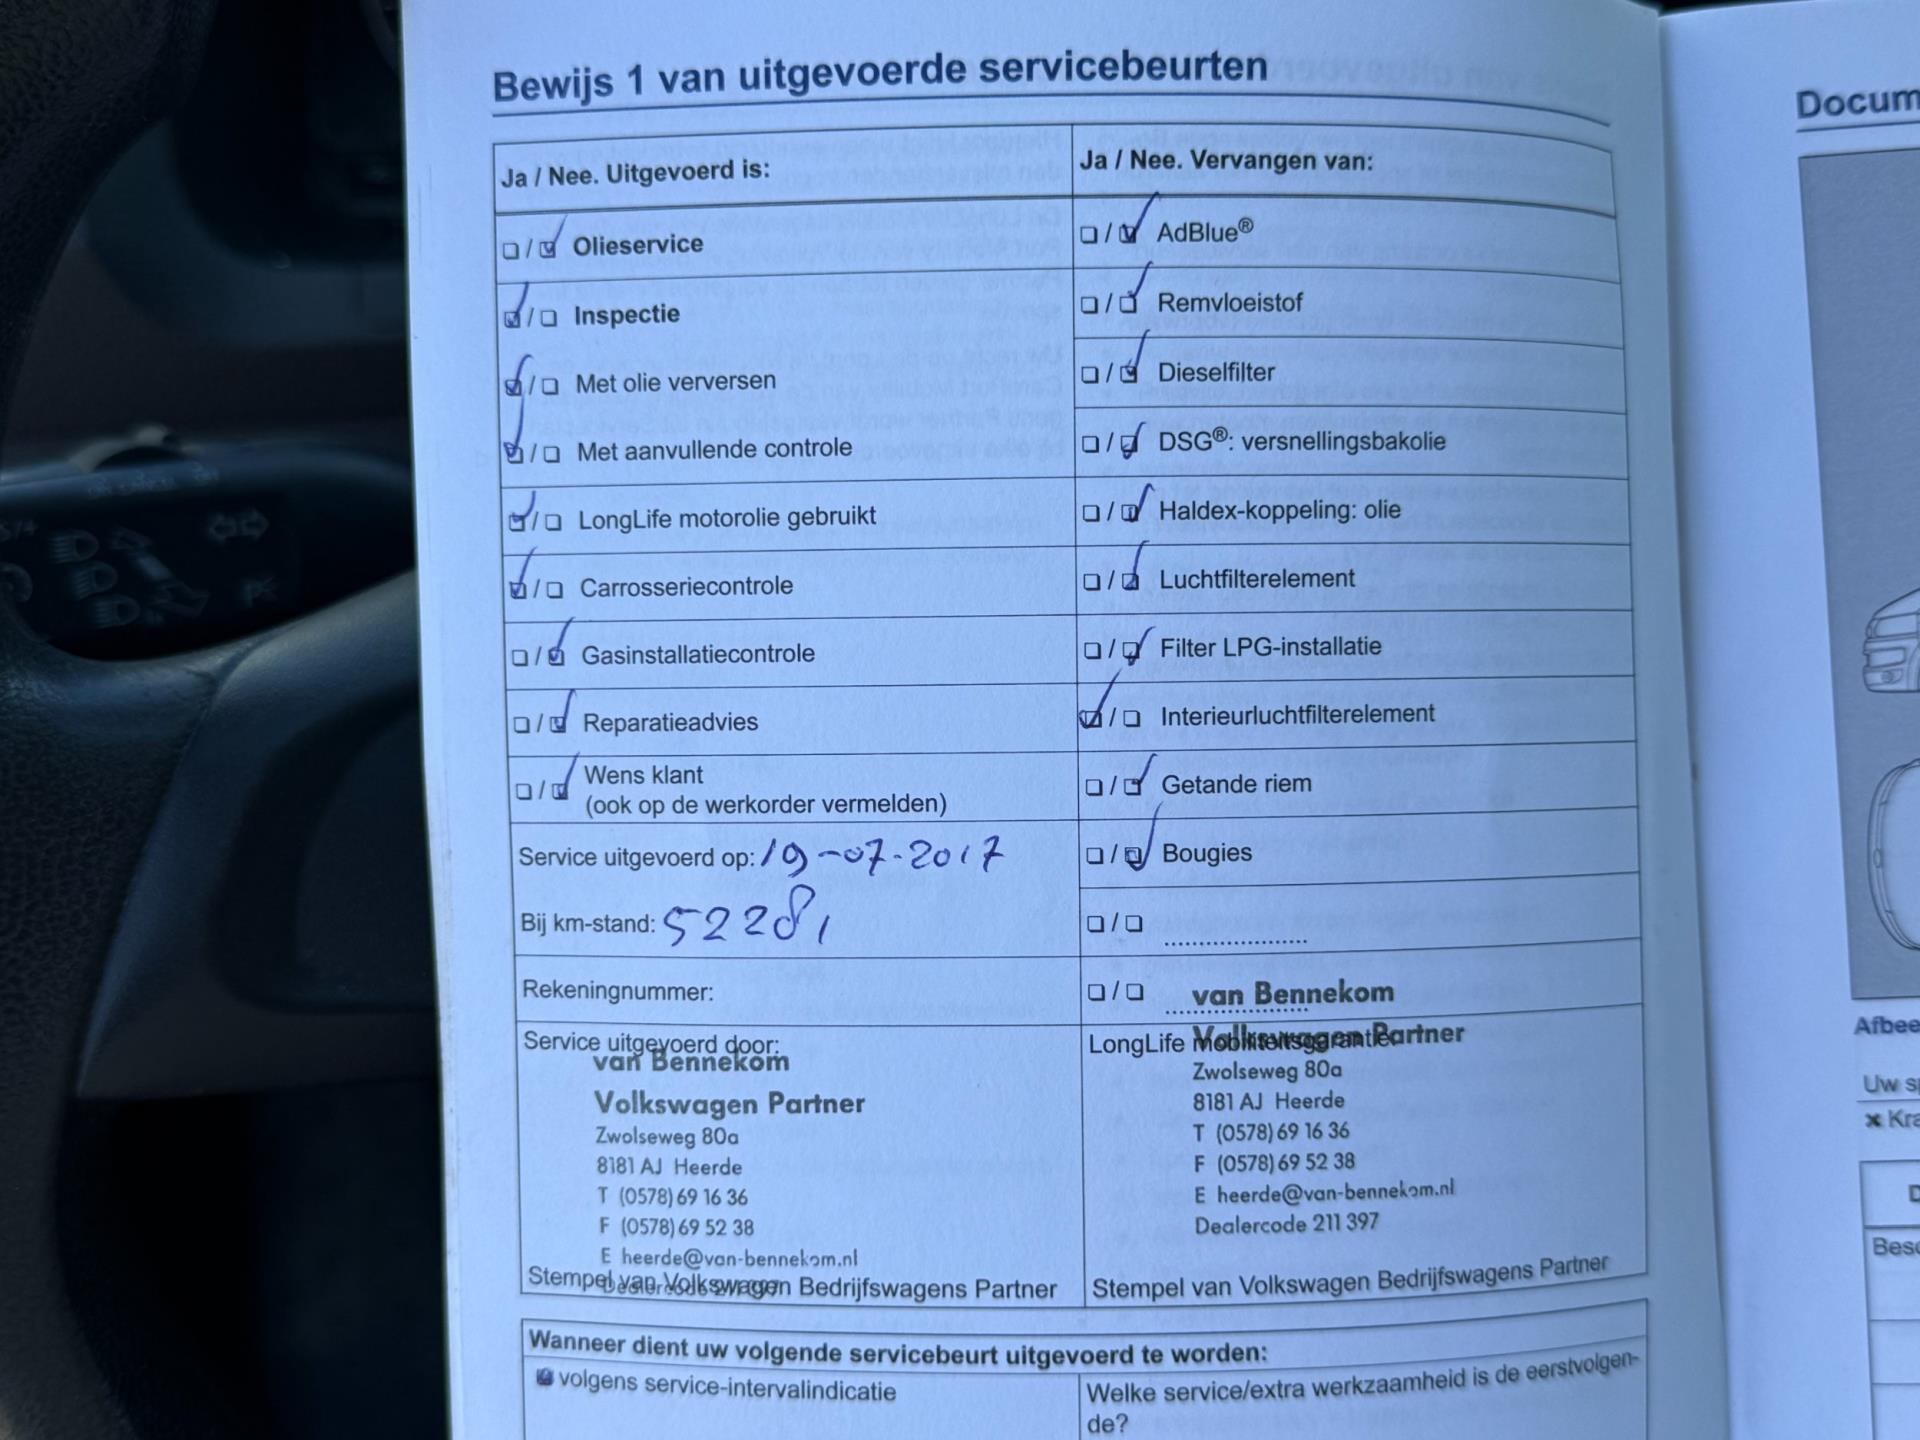 Bewijs 1 van uitgevoerde servicebeurten
Ja / Nee. Uitgevoerd is:
☐ / ☑ Olieservice
☑ / ☐ Inspectie
☑ / ☐ Met olie verversen
☑ / ☐ Met aanvullende controle
☑ / ☐ LongLife motorolie gebruikt
☑ / ☐ Carrosseriecontrole
☐ / ☑ Gasinstallatiecontrole
☐ / ☑ Reparatieadvies
☐ / ☑ Wens klant
(ook op de werkorder vermelden)
Service uitgevoerd op: 19-07-2017
Bij km-stand: 52281
Rekeningnummer:
Service uitgevoerd door:
van Bennekom
Volkswagen Partner
Zwolseweg 80a
8181 AJ Heerde
T (0578) 69 16 36
F (0578) 69 52 38
E heerde@van-bennekom.nl
Stempel van Volkswagen Bedrijfswagens Partner
Ja / Nee. Vervangen van:
☐ / ☑ AdBlue®
☐ / ☑ Remvloeistof
☐ / ☑ Dieselfilter
☐ / ☑ DSG®: versnellingsbakolie
☐ / ☑ Haldex-koppeling: olie
☐ / ☑ Luchtfilterelement
☐ / ☑ Filter LPG-installatie
☑ / ☐ Interieurluchtfilterelement
☐ / ☑ Getande riem
☐ / ☑ Bougies
☐ / ☐ ....................
☐ / ☐ ....................
van Bennekom
Volkswagen Partner
LongLife Mobiliteitsgarantie:
Zwolseweg 80a
8181 AJ Heerde
T (0578) 69 16 36
F (0578) 69 52 38
E heerde@van-bennekom.nl
Dealercode 211 397
Stempel van Volkswagen Bedrijfswagens Partner
Wanneer dient uw volgende servicebeurt uitgevoerd te worden:
volgens service-intervalindicatie
Welke service/extra werkzaamheid is de eerstvolgen-
de?
Docum
Afbee
Uw s
Kra
D
Besc